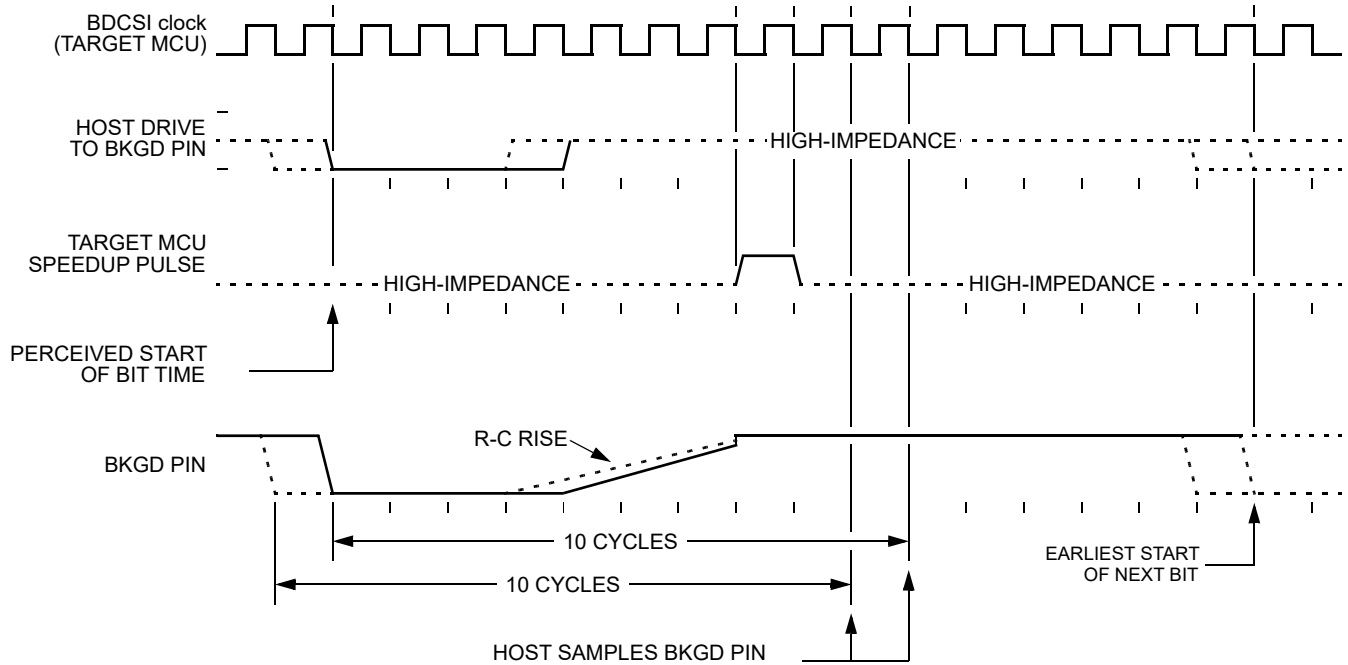 BDCSI clock
(TARGET MCU)
HOST DRIVE
TO BKGD PIN
HIGH-IMPEDANCE
TARGET MCU
SPEEDUP PULSE
HIGH-IMPEDANCE
HIGH-IMPEDANCE
PERCEIVED START
OF BIT TIME
R-C RISE
BKGD PIN
10 CYCLES
10 CYCLES
EARLIEST START
OF NEXT BIT
HOST SAMPLES BKGD PIN